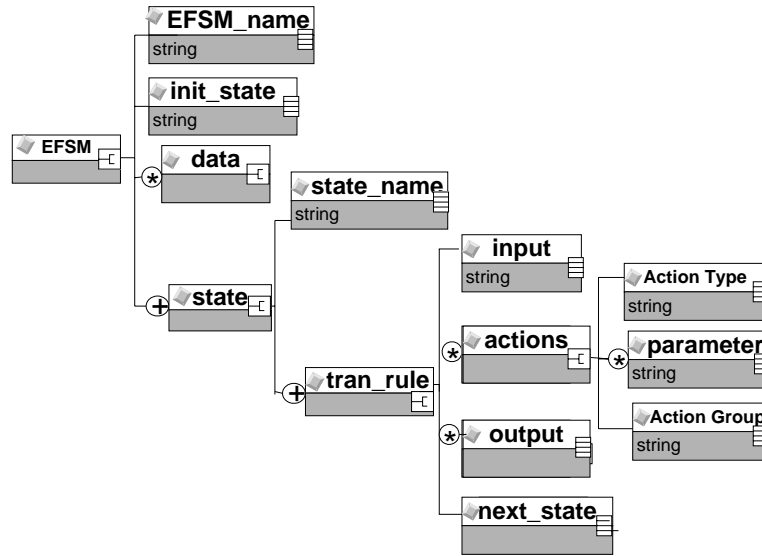 EFSM_name
string
init_state
string
EFSM
data
*
state_name
string
+
state
input
string
Action Type
string
*
actions
*
parameter
string
+
tran_rule
*
output
Action Group
string
next_state